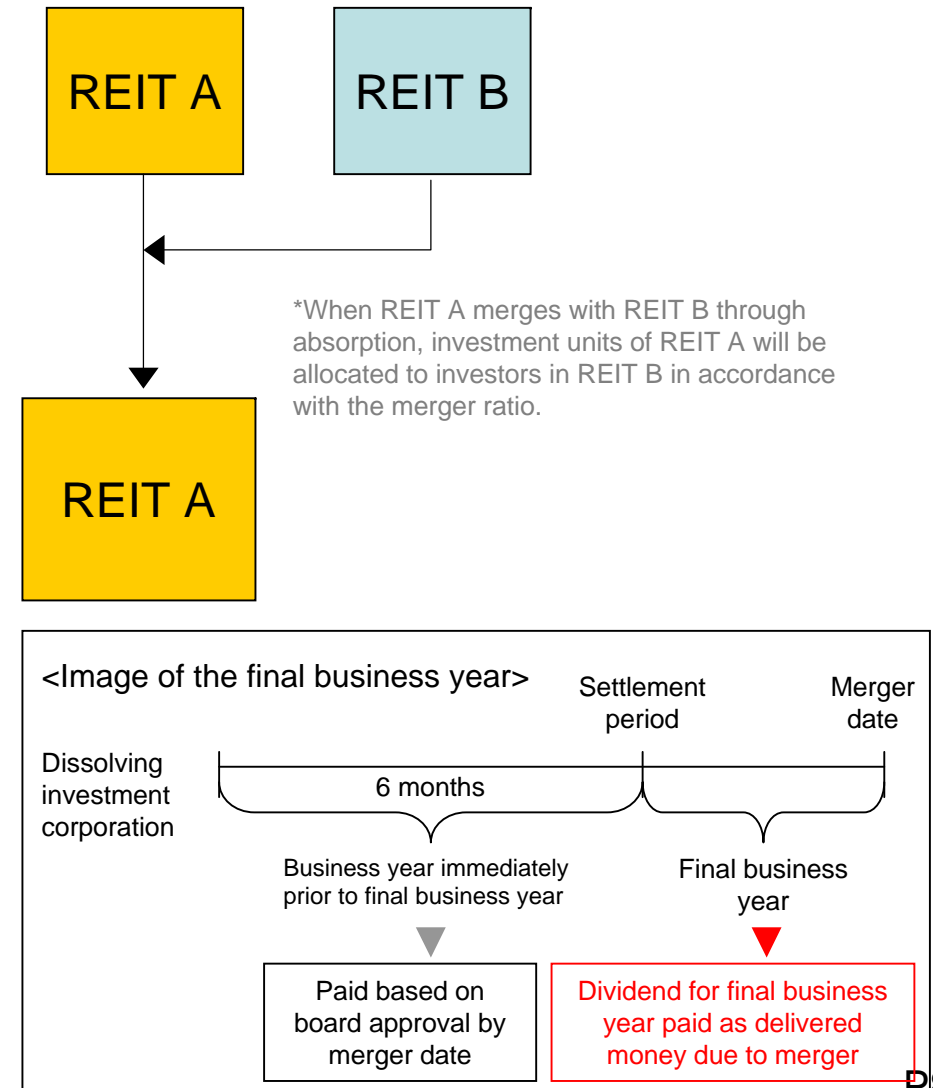 REIT A
REIT B
*When REIT A merges with REIT B through
absorption, investment units of REIT A will be
allocated to investors in REIT B in accordance
with the merger ratio.
REIT A
<Image of the final business year>
Settlement
period
Merger
date
Dissolving
investment
corporation
6 months
Business year immediately
prior to final business year
Final business
year
Paid based on
board approval by
merger date
Dividend for final business
year paid as delivered
money due to merger